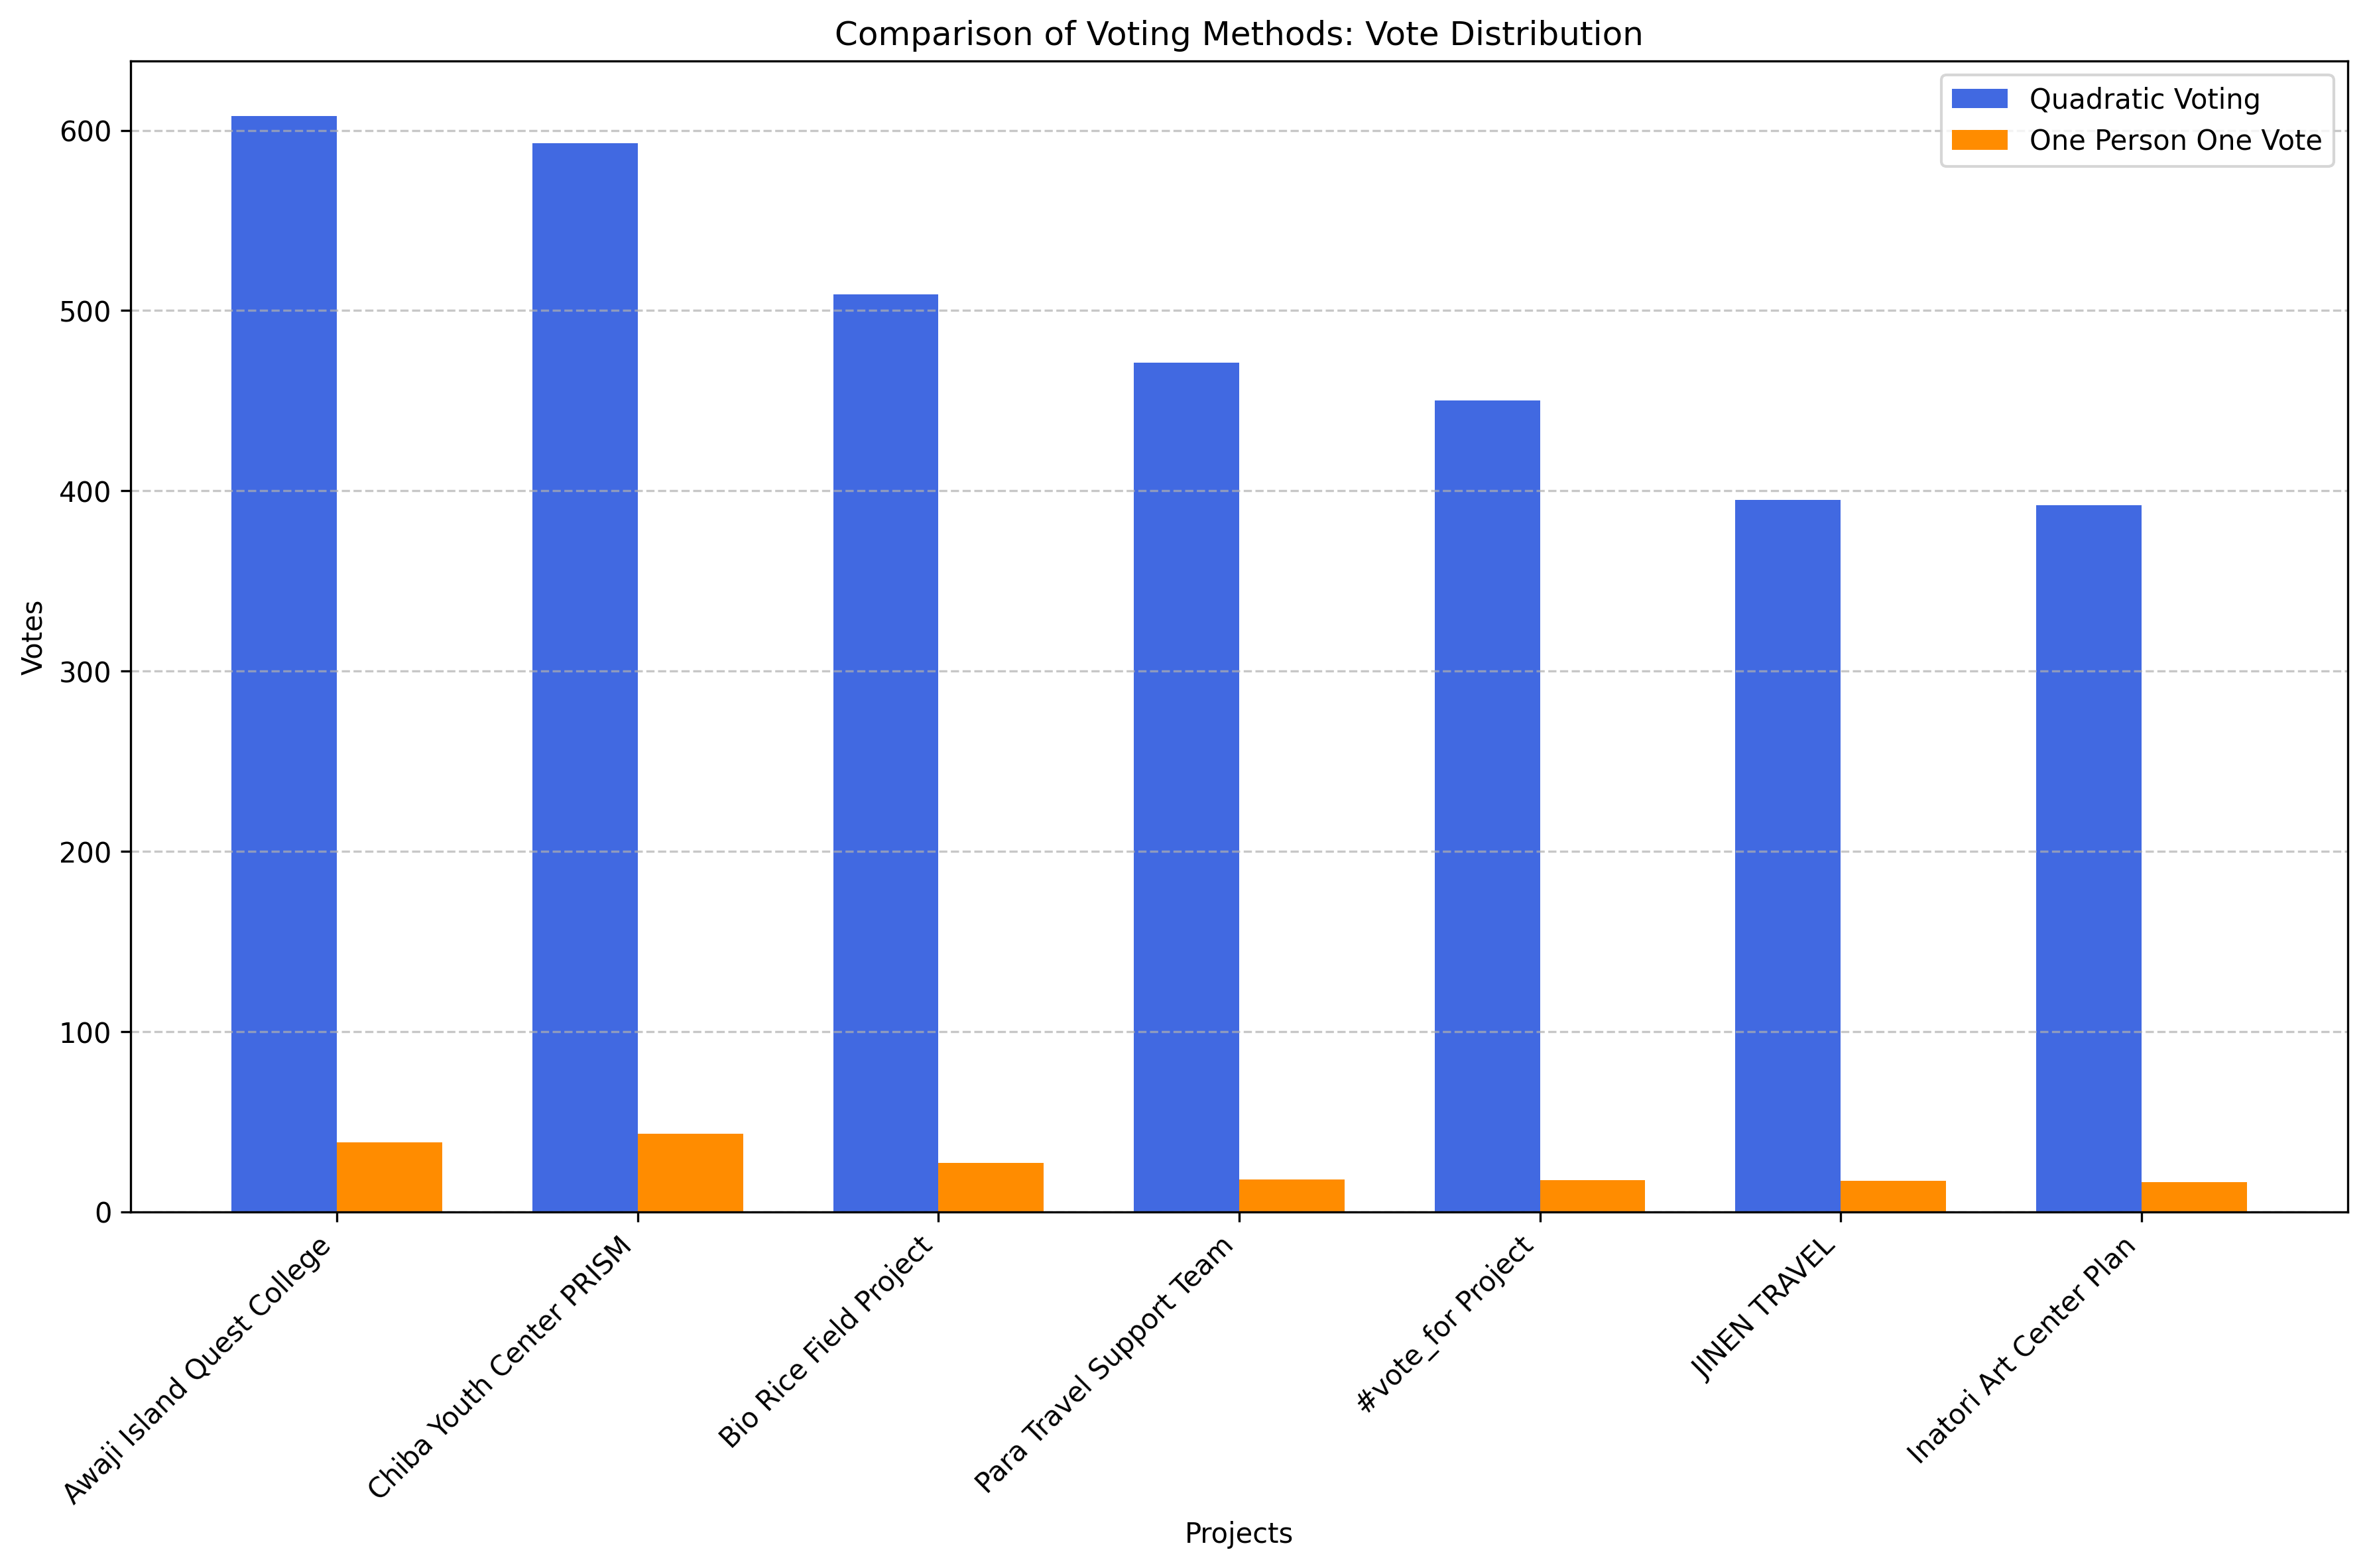 Comparison of Voting Methods: Vote Distribution
Quadratic Voting
One Person One Vote
600
500
400
300
200
100
0
Votes
Awaji Island Quest College
Chiba Youth Center PRISM
Bio Rice Field Project
Para Travel Support Team
#vote_for Project
JINEN TRAVEL
Inatori Art Center Plan
Projects